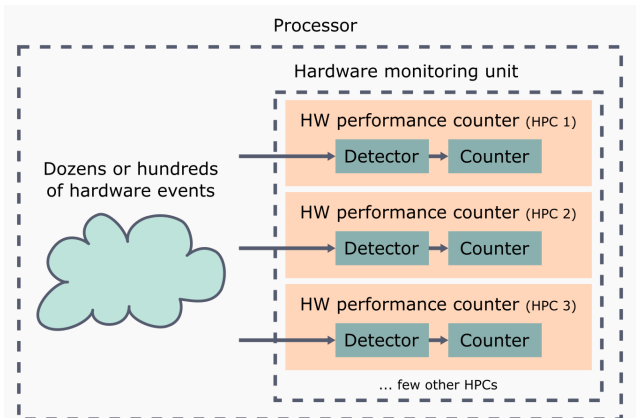 Processor
Hardware monitoring unit
HW performance counter (HPC 1)
Detector
Counter
Dozens or hundreds
of hardware events
HW performance counter (HPC 2)
Detector
Counter
HW performance counter (HPC 3)
Detector
Counter
... few other HPCs